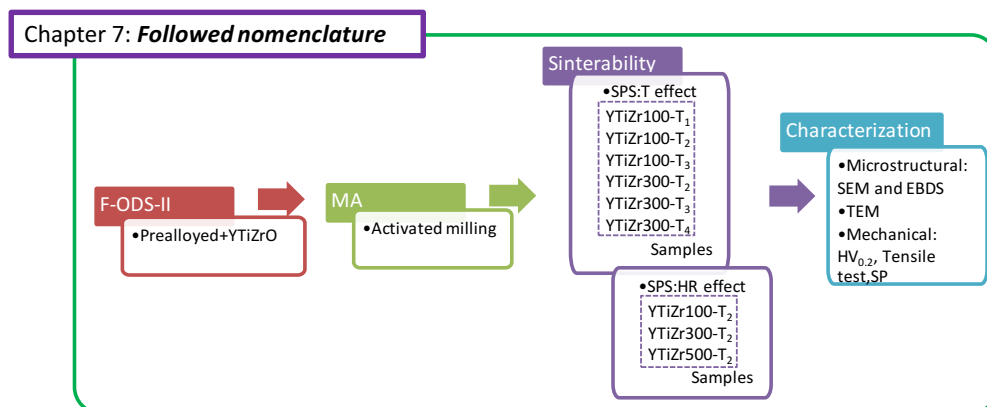 Chapter 7: Followed nomenclature
F-ODS-II
•Prealloyed+YTiZrO
MA
•Activated milling
Sinterability
•SPS:T effect
YTiZr100-T₁
YTiZr100-T₂
YTiZr100-T₃
YTiZr300-T₂
YTiZr300-T₃
YTiZr300-T₄
Samples
•SPS:HR effect
YTiZr100-T₂
YTiZr300-T₂
YTiZr500-T₂
Samples
Characterization
•Microstructural:
SEM and EBDS
•TEM
•Mechanical:
HV₀.₂, Tensile
test,SP